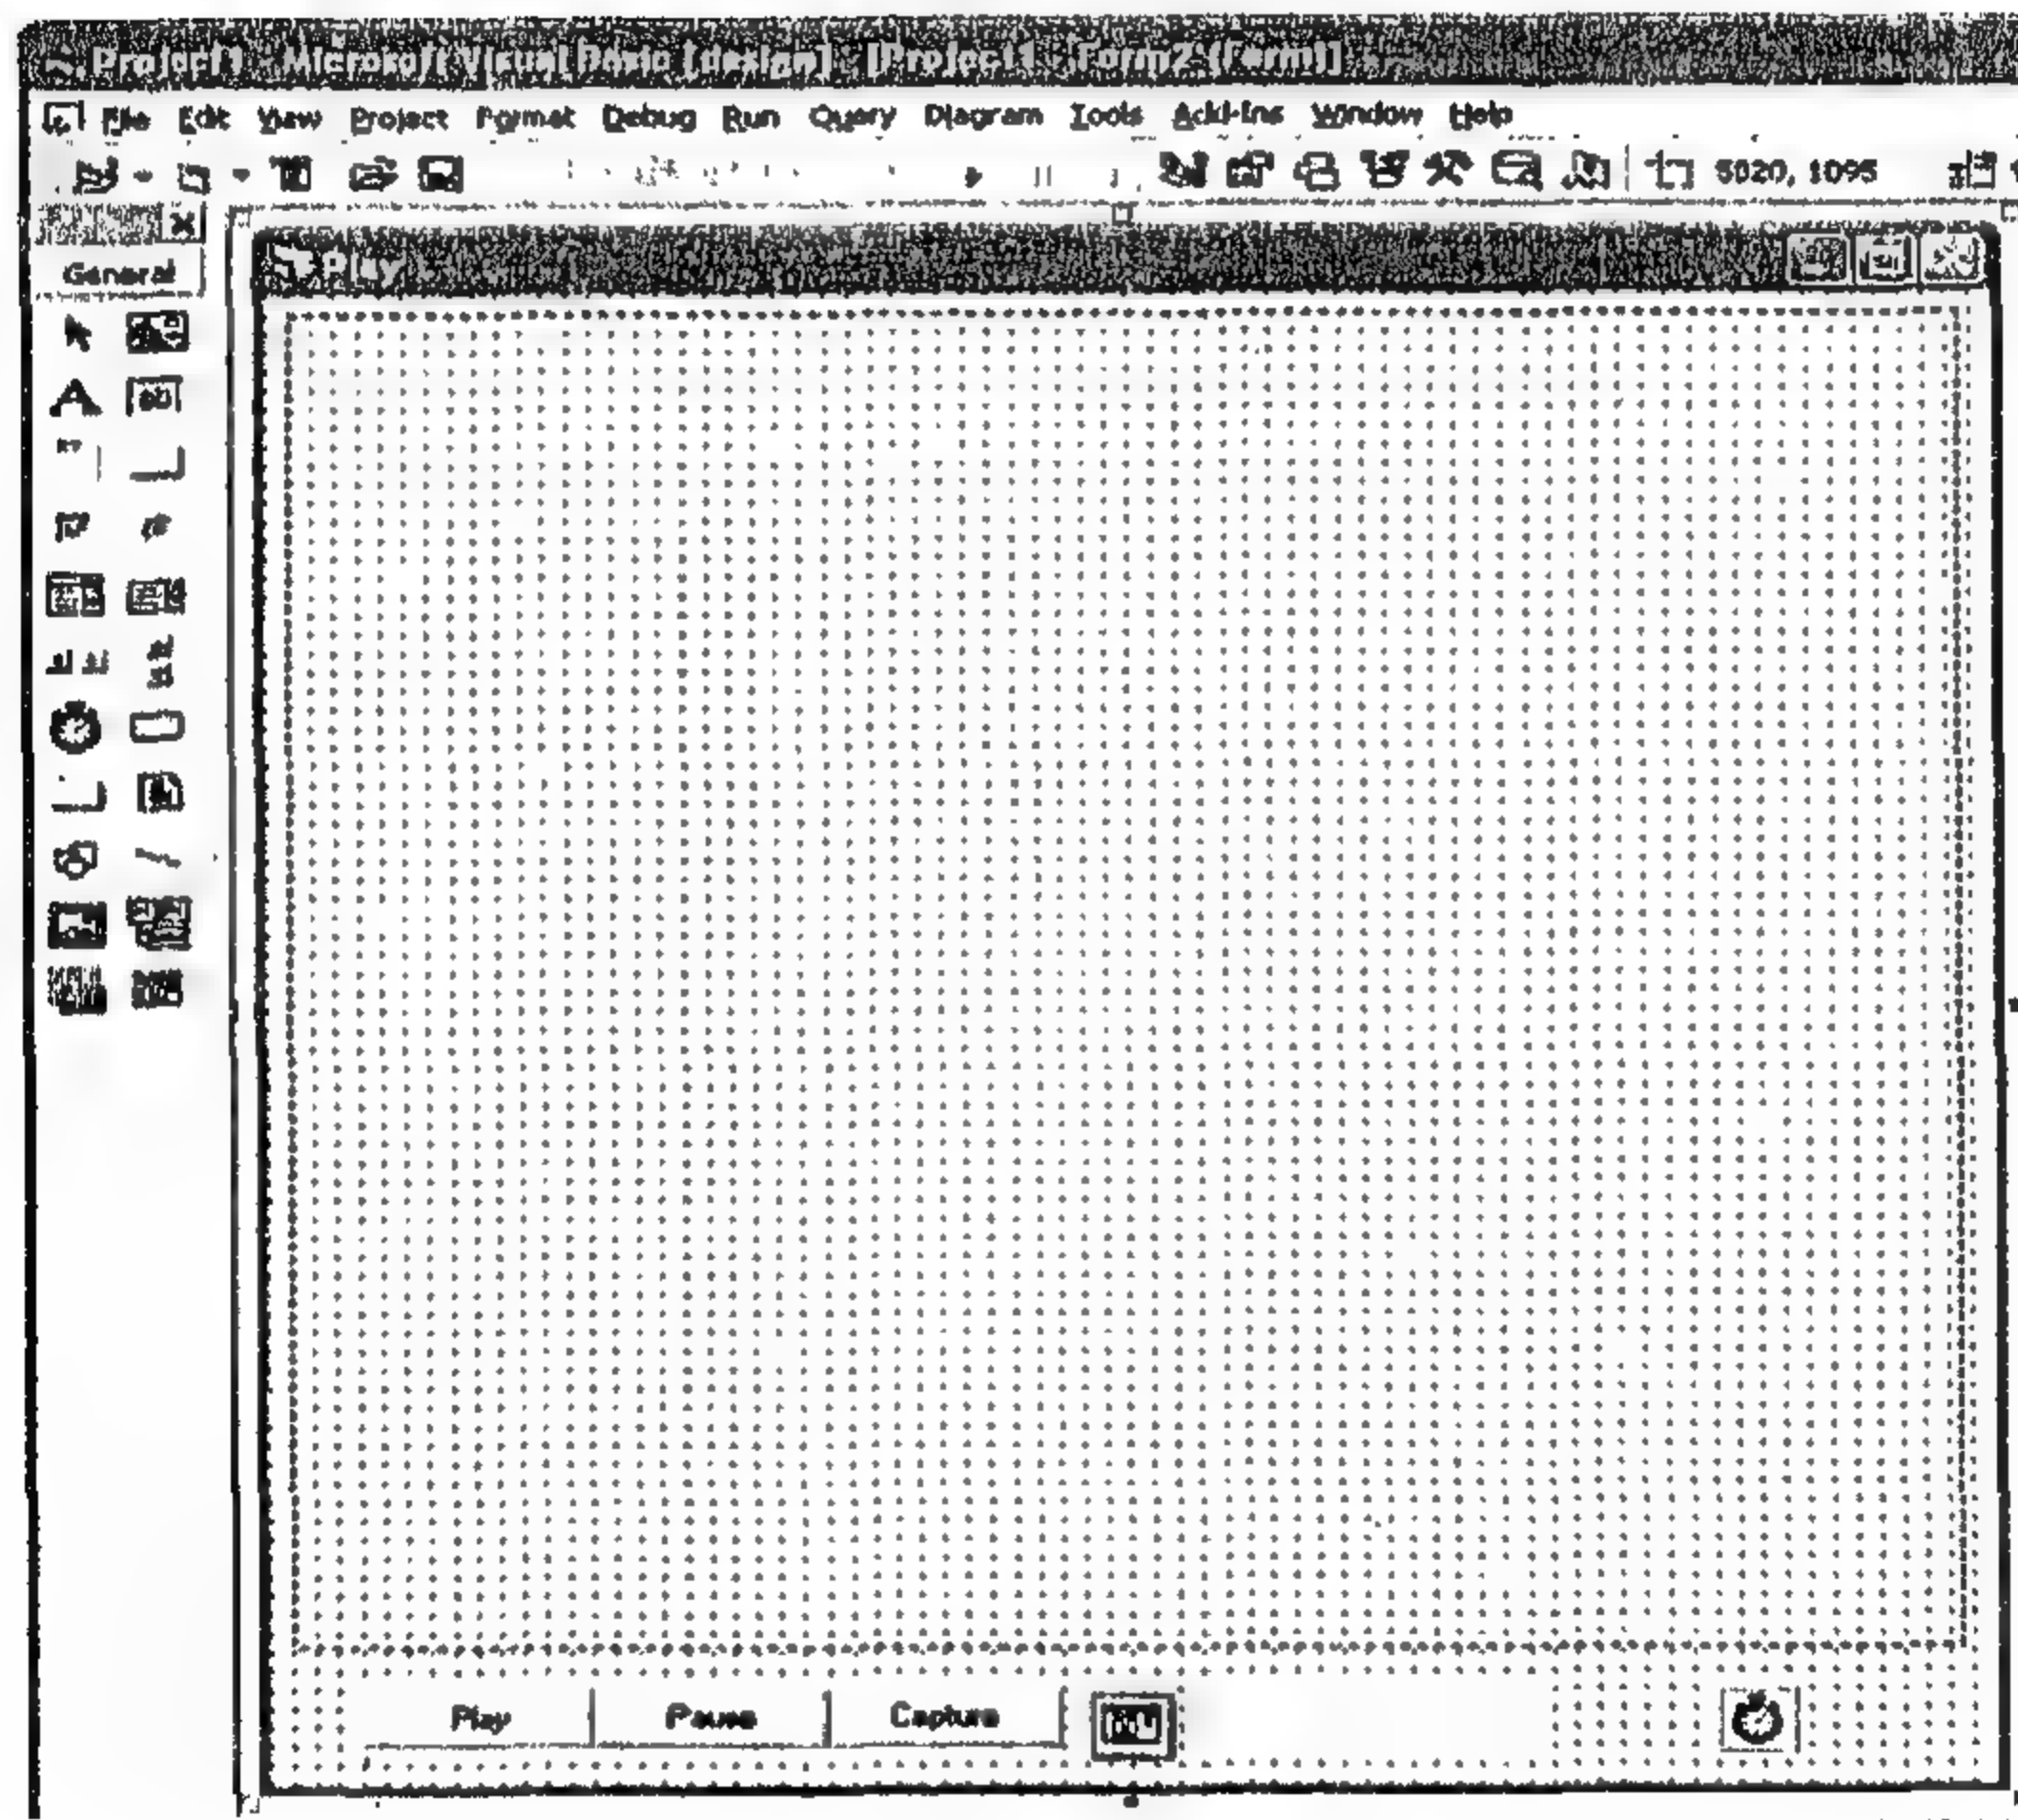 Project1 - Microsoft Visual Basic [design] - [Project1 - Form2 (Form)]
File Edit View Project Format Debug Run Query Diagram Tools Add-Ins Window Help
5020, 1095
General
Play Pause Capture